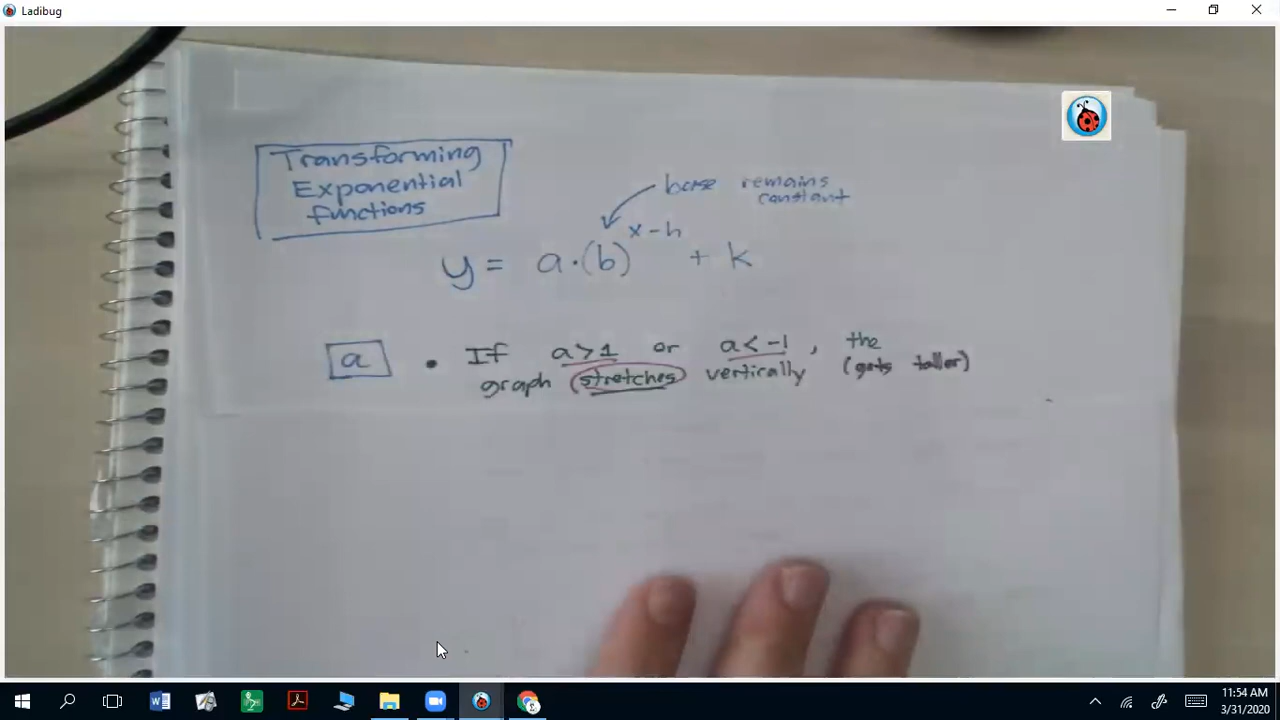 Ladibug
Transforming
Exponential
functions
base remains
constant
y = a·(b)^x-h + k
a • If a>1 or a<-1, the
graph stretches vertically (gets taller)
11:54 AM
3/31/2020